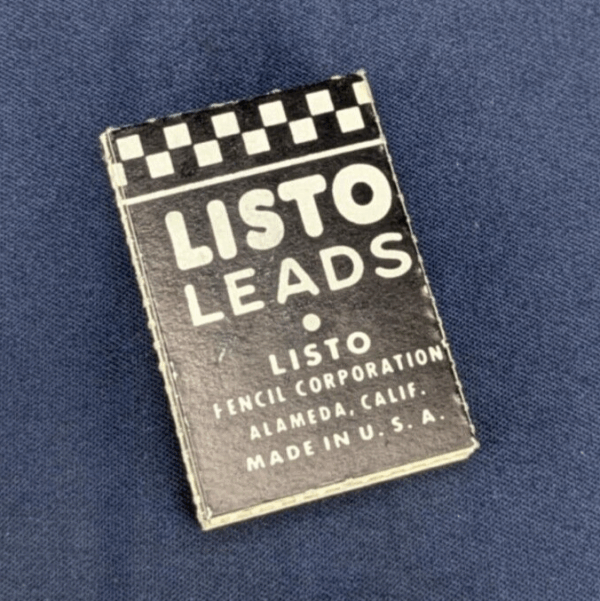 LISTO
LEADS
LISTO
PENCIL CORPORATION
ALAMEDA, CALIF.
MADE IN U. S. A.